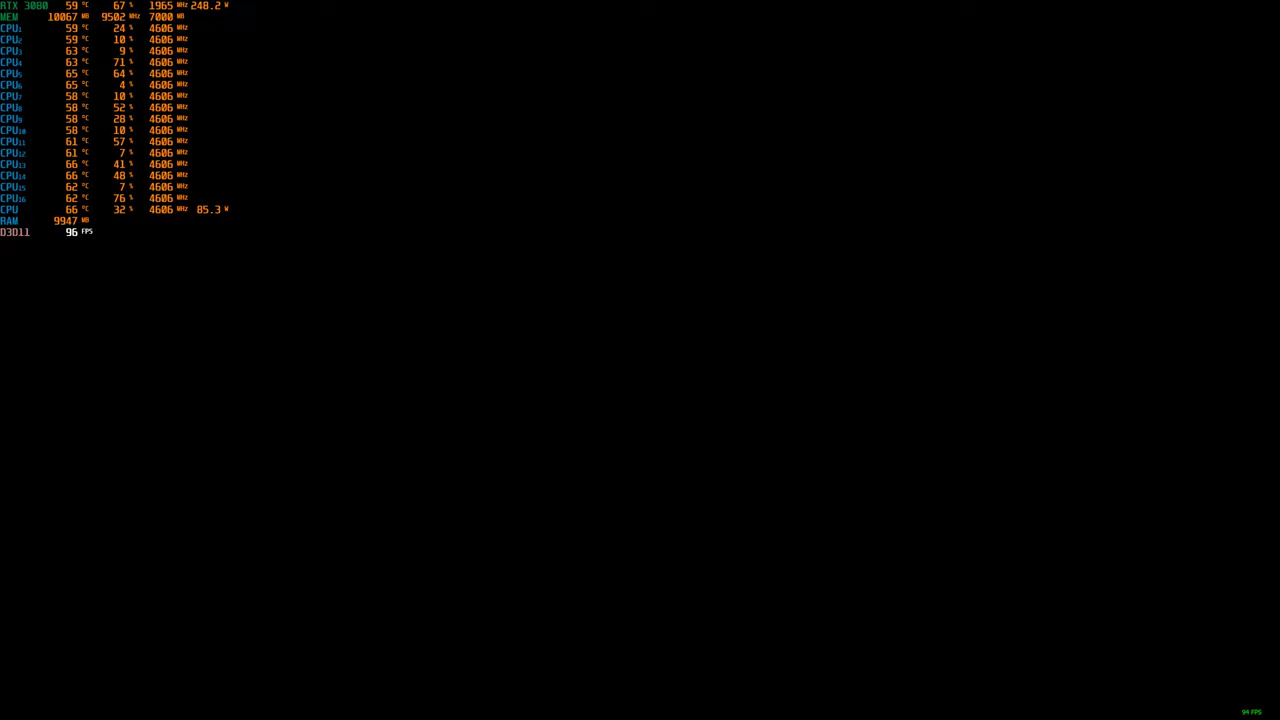 RTX 3080 59 °C 67 % 1965 MHz 248.2 W
MEM 10067 MB 9502 MHz 7000 MB
CPU1 59 °C 24 % 4606 MHz
CPU2 59 °C 10 % 4606 MHz
CPU3 63 °C 9 % 4606 MHz
CPU4 63 °C 71 % 4606 MHz
CPU5 65 °C 64 % 4606 MHz
CPU6 65 °C 4 % 4606 MHz
CPU7 58 °C 10 % 4606 MHz
CPU8 58 °C 52 % 4606 MHz
CPU9 58 °C 28 % 4606 MHz
CPU10 58 °C 10 % 4606 MHz
CPU11 61 °C 57 % 4606 MHz
CPU12 61 °C 7 % 4606 MHz
CPU13 66 °C 41 % 4606 MHz
CPU14 66 °C 48 % 4606 MHz
CPU15 62 °C 7 % 4606 MHz
CPU16 62 °C 76 % 4606 MHz
CPU 66 °C 32 % 4606 MHz 85.3 W
RAM 9947 MB
D3D11 96 FPS
94 FPS